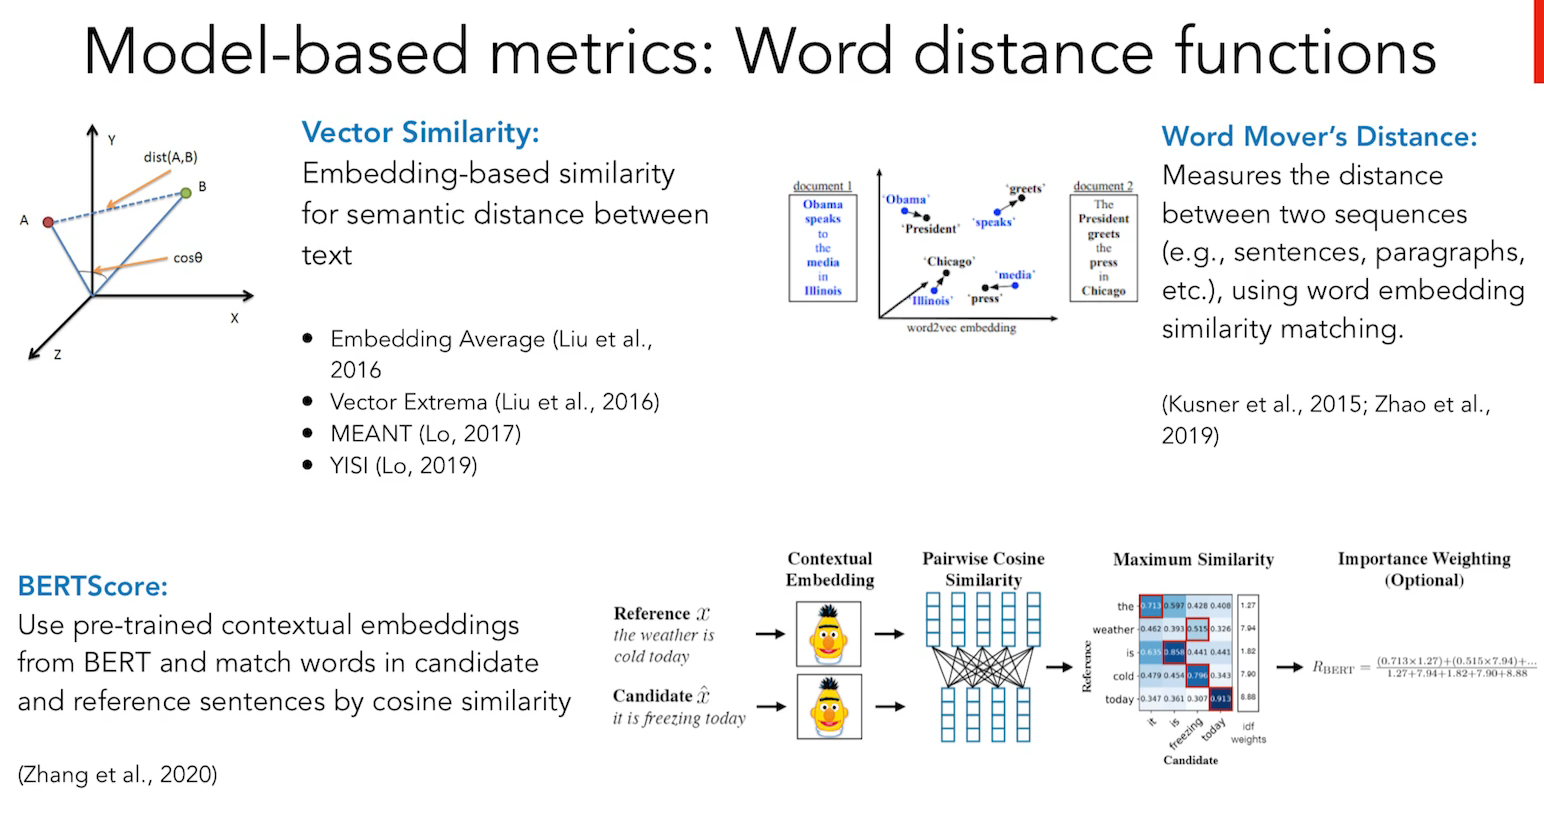 Model-based metrics: Word distance functions
Y
dist(A,B)
B
A
cosθ
X
Z
Vector Similarity:
Embedding-based similarity
for semantic distance between
text
● Embedding Average (Liu et al.,
2016
● Vector Extrema (Liu et al., 2016)
● MEANT (Lo, 2017)
● YISI (Lo, 2019)
document 1
Obama
speaks
to
the
media
in
Illinois
'Obama'
'President'
'greets'
'speaks'
'Chicago'
'Illinois'
'media'
'press'
word2vec embedding
document 2
The
President
greets
the
press
in
Chicago
Word Mover's Distance:
Measures the distance
between two sequences
(e.g., sentences, paragraphs,
etc.), using word embedding
similarity matching.
(Kusner et al., 2015; Zhao et al.,
2019)
BERTScore:
Use pre-trained contextual embeddings
from BERT and match words in candidate
and reference sentences by cosine similarity
(Zhang et al., 2020)
Reference x
the weather is
cold today
Candidate x̂
it is freezing today
Contextual
Embedding
Pairwise Cosine
Similarity
Maximum Similarity
Reference
the 0.713 0.597 0.428 0.408 1.27
weather 0.462 0.393 0.515 0.326 7.94
is 0.635 0.858 0.441 0.441 1.82
cold 0.479 0.454 0.796 0.343 7.90
today 0.347 0.361 0.307 0.913 8.88
it is freezing today
idf
weights
Candidate
Importance Weighting
(Optional)
R_BERT = (0.713×1.27)+(0.515×7.94)+...
1.27+7.94+1.82+7.90+8.88